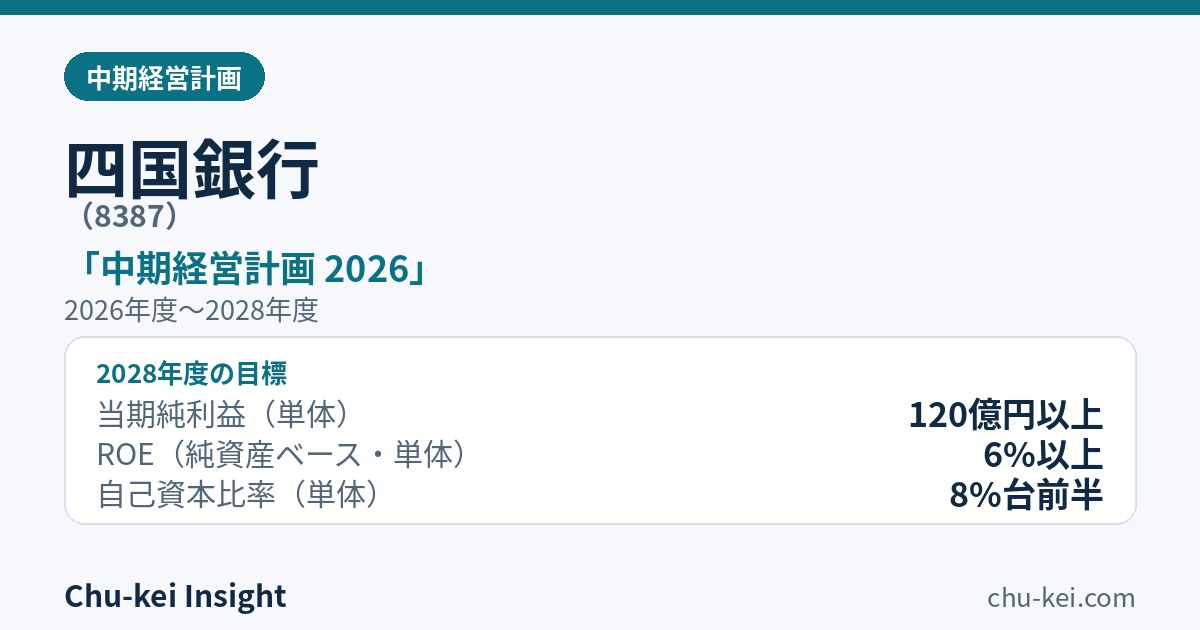 中期経営計画
四国銀行
（8387）
「中期経営計画 2026」
2026年度～2028年度
2028年度の目標
当期純利益（単体） 120億円以上
ROE（純資産ベース・単体） 6%以上
自己資本比率（単体） 8%台前半
Chu-kei Insight chu-kei.com